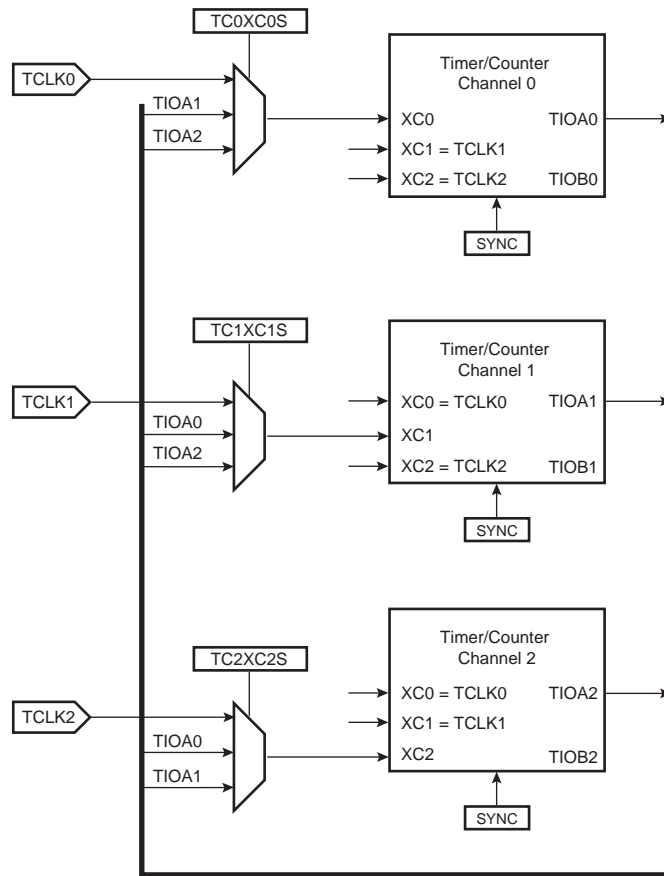 TC0XC0S
TCLK0
TIOA1
TIOA2
Timer/Counter
Channel 0
XC0
TIOA0
XC1 = TCLK1
XC2 = TCLK2
TIOB0
SYNC
TC1XC1S
TCLK1
TIOA0
TIOA2
Timer/Counter
Channel 1
XC0 = TCLK0
TIOA1
XC1
XC2 = TCLK2
TIOB1
SYNC
TC2XC2S
TCLK2
TIOA0
TIOA1
Timer/Counter
Channel 2
XC0 = TCLK0
TIOA2
XC1 = TCLK1
XC2
TIOB2
SYNC